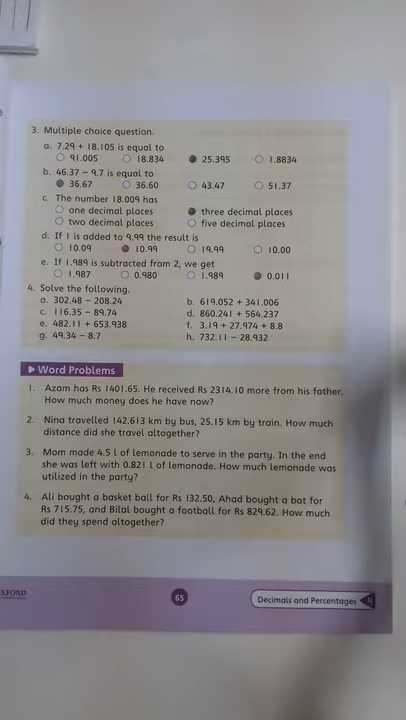 3. Multiple choice question.
a. 7.29 + 18.105 is equal to
91.005 18.834 25.395 1.8834
b. 46.37 – 9.7 is equal to
36.67 36.60 43.47 51.37
c. The number 18.009 has
one decimal places three decimal places
two decimal places five decimal places
d. If 1 is added to 9.99 the result is
10.09 10.99 19.99 10.00
e. If 1.989 is subtracted from 2, we get
1.987 0.980 1.989 0.011
4. Solve the following.
a. 302.48 – 208.24 b. 619.052 + 341.006
c. 116.35 – 89.74 d. 860.241 + 564.237
e. 482.11 + 653.938 f. 3.19 + 27.974 + 8.8
g. 49.34 – 8.7 h. 732.11 – 28.932
Word Problems
1. Azam has Rs 1401.65. He received Rs 2314.10 more from his father.
How much money does he have now?
2. Nina travelled 142.613 km by bus, 25.15 km by train. How much
distance did she travel altogether?
3. Mom made 4.5 l of lemonade to serve in the party. In the end
she was left with 0.821 l of lemonade. How much lemonade was
utilized in the party?
4. Ali bought a basket ball for Rs 132.50, Ahad bought a bat for
Rs 715.75, and Bilal bought a football for Rs 829.62. How much
did they spend altogether?
XFORD
65
Decimals and Percentages 4